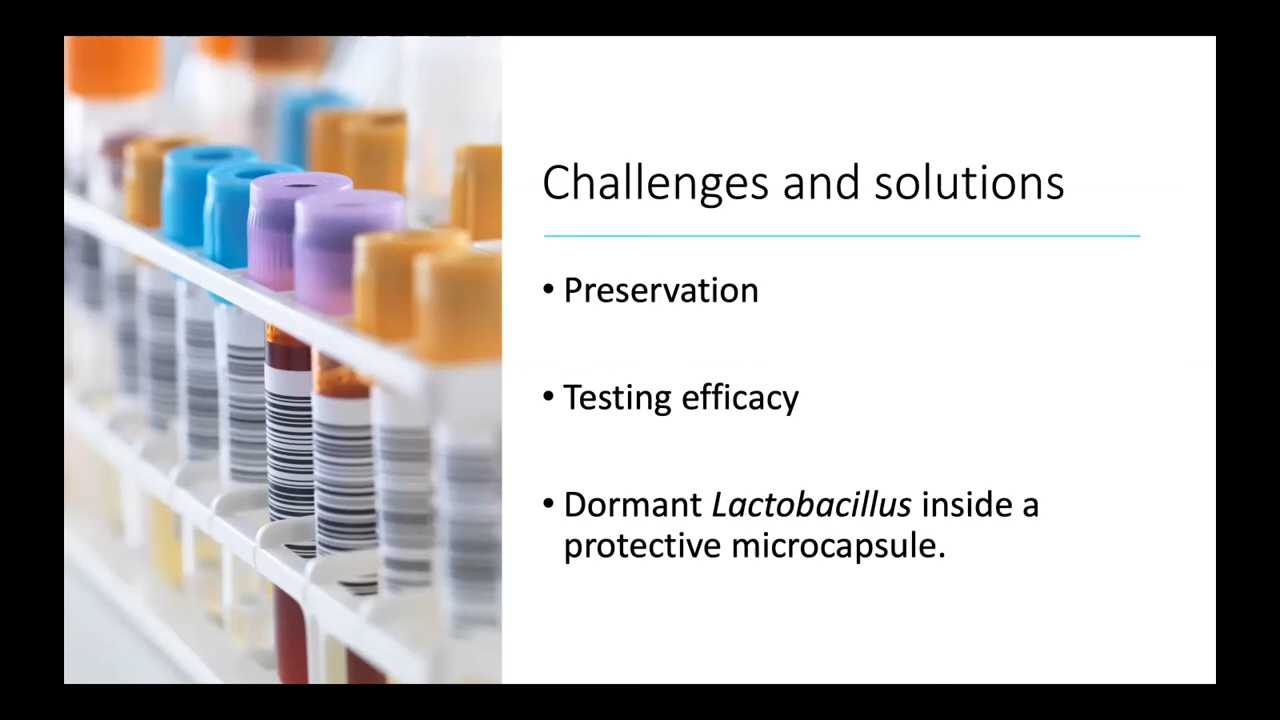 Challenges and solutions
• Preservation
• Testing efficacy
• Dormant Lactobacillus inside a
protective microcapsule.